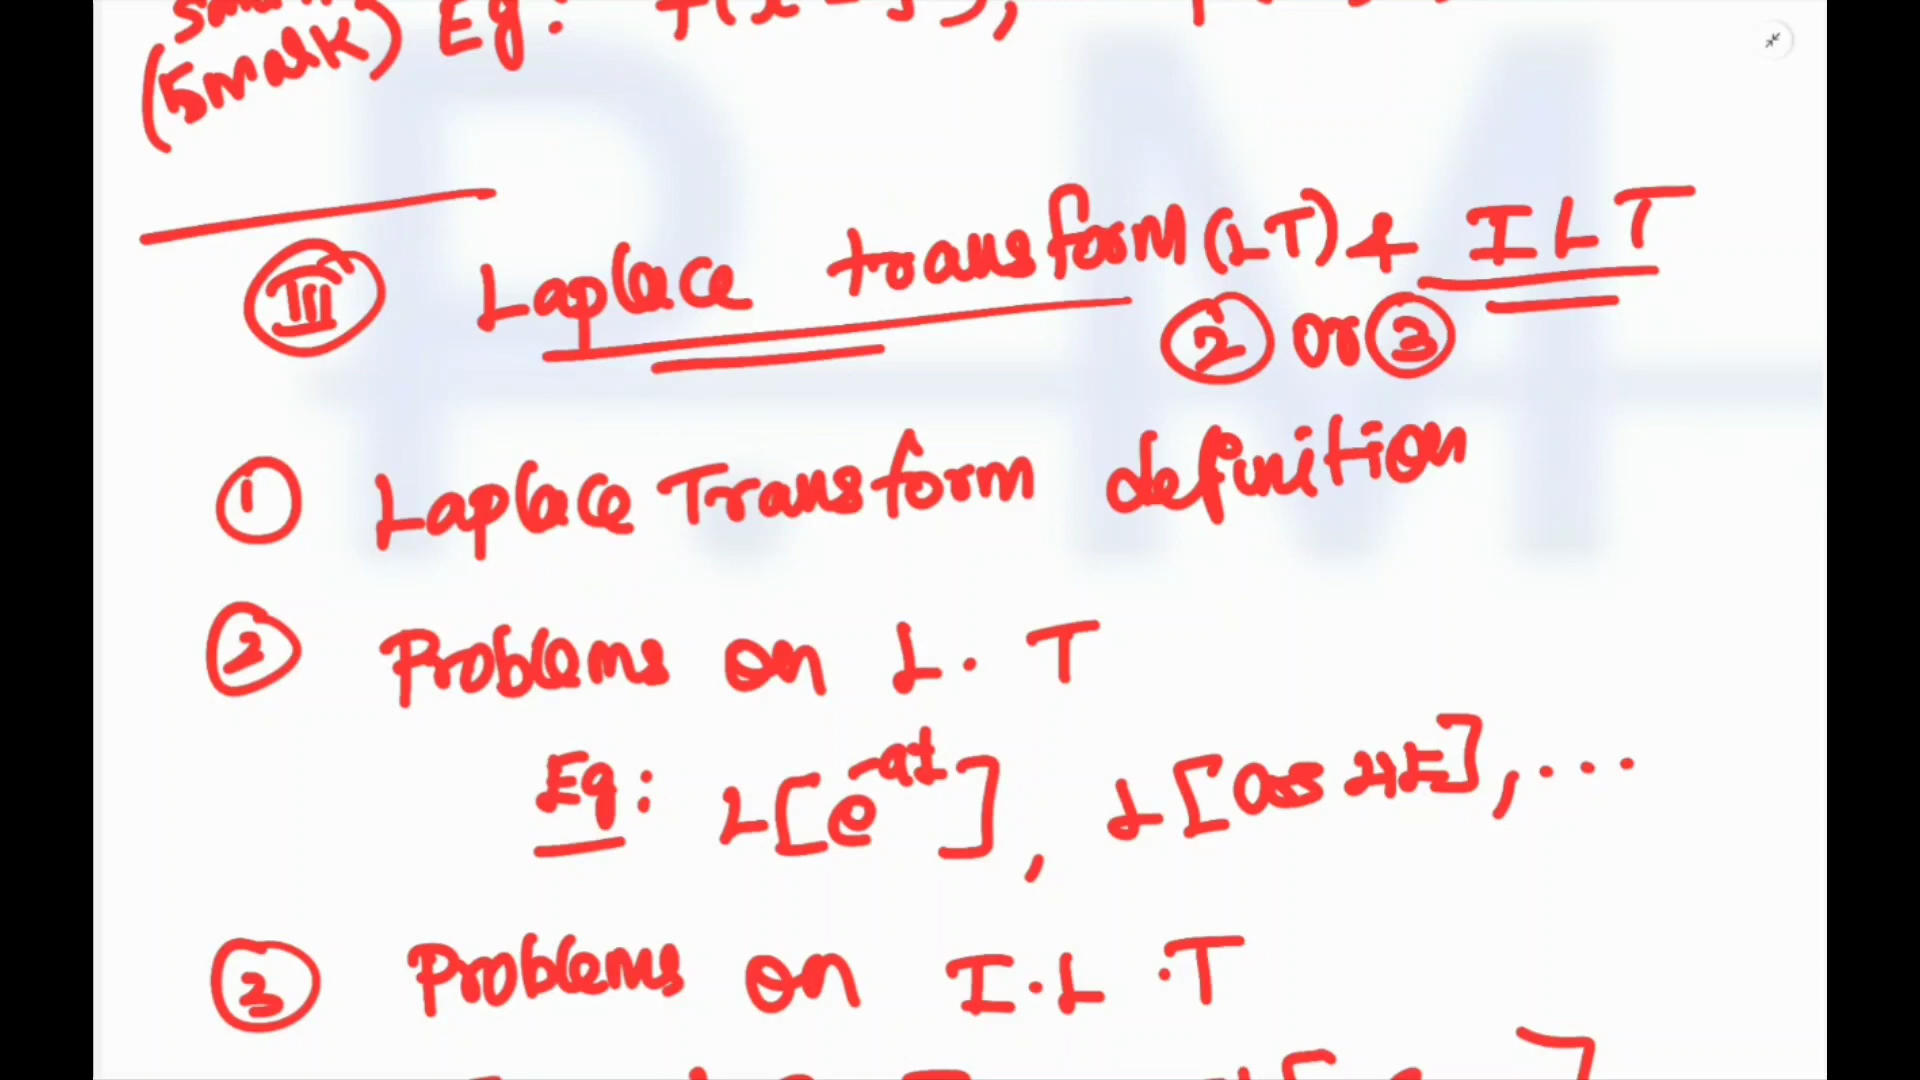 (5mark) Eg:
III Laplace transform (LT) & ILT
2 or 3
1 Laplace Transform definition
2 Problems on L.T
Eg: L[e^-at], L[cos 4t], ....
3 Problems on I.L.T